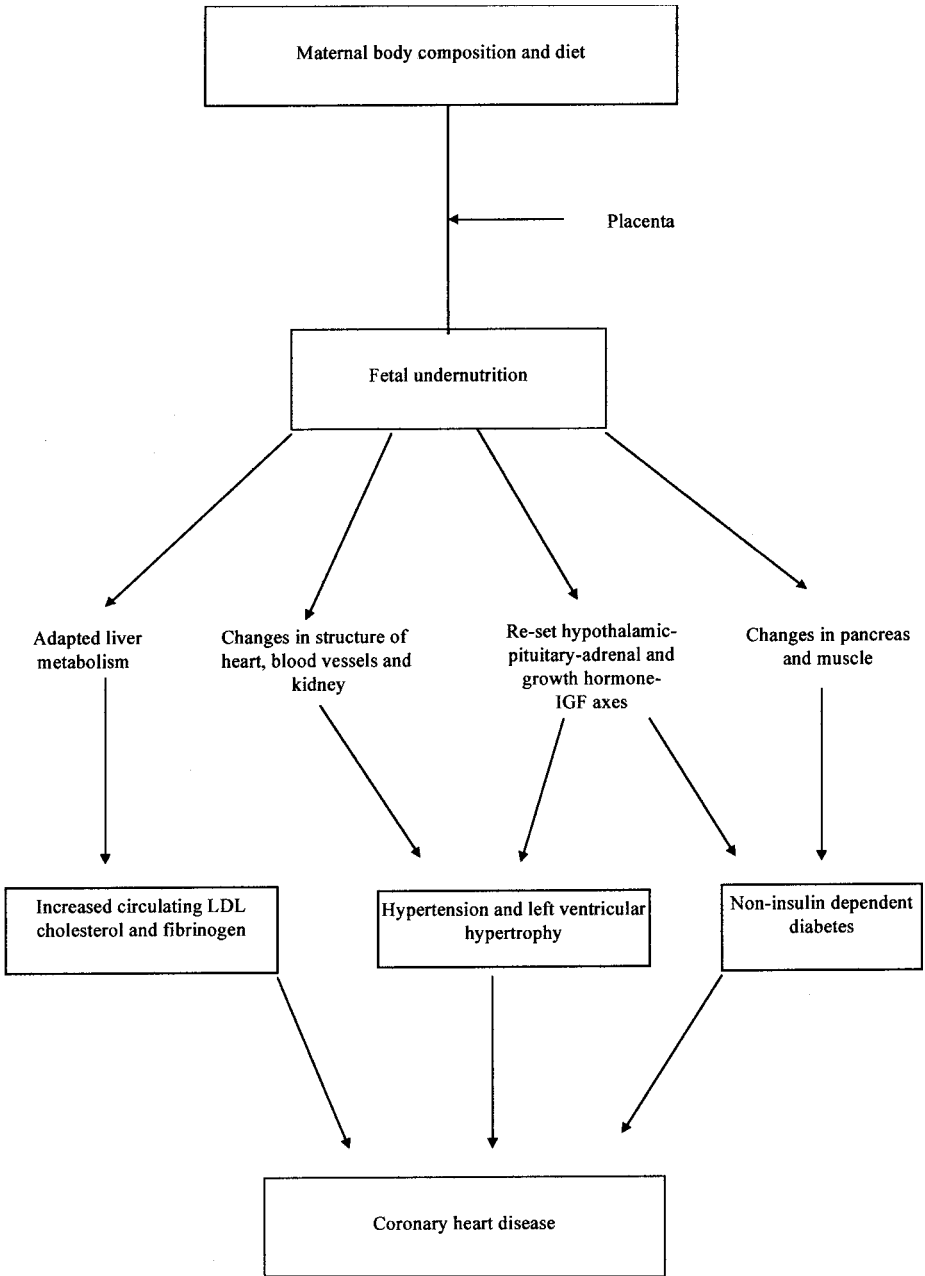 Maternal body composition and diet
Placenta
Fetal undernutrition
Adapted liver
metabolism
Changes in structure of
heart, blood vessels and
kidney
Re-set hypothalamic-
pituitary-adrenal and
growth hormone-
IGF axes
Changes in pancreas
and muscle
Increased circulating LDL
cholesterol and fibrinogen
Hypertension and left ventricular
hypertrophy
Non-insulin dependent
diabetes
Coronary heart disease